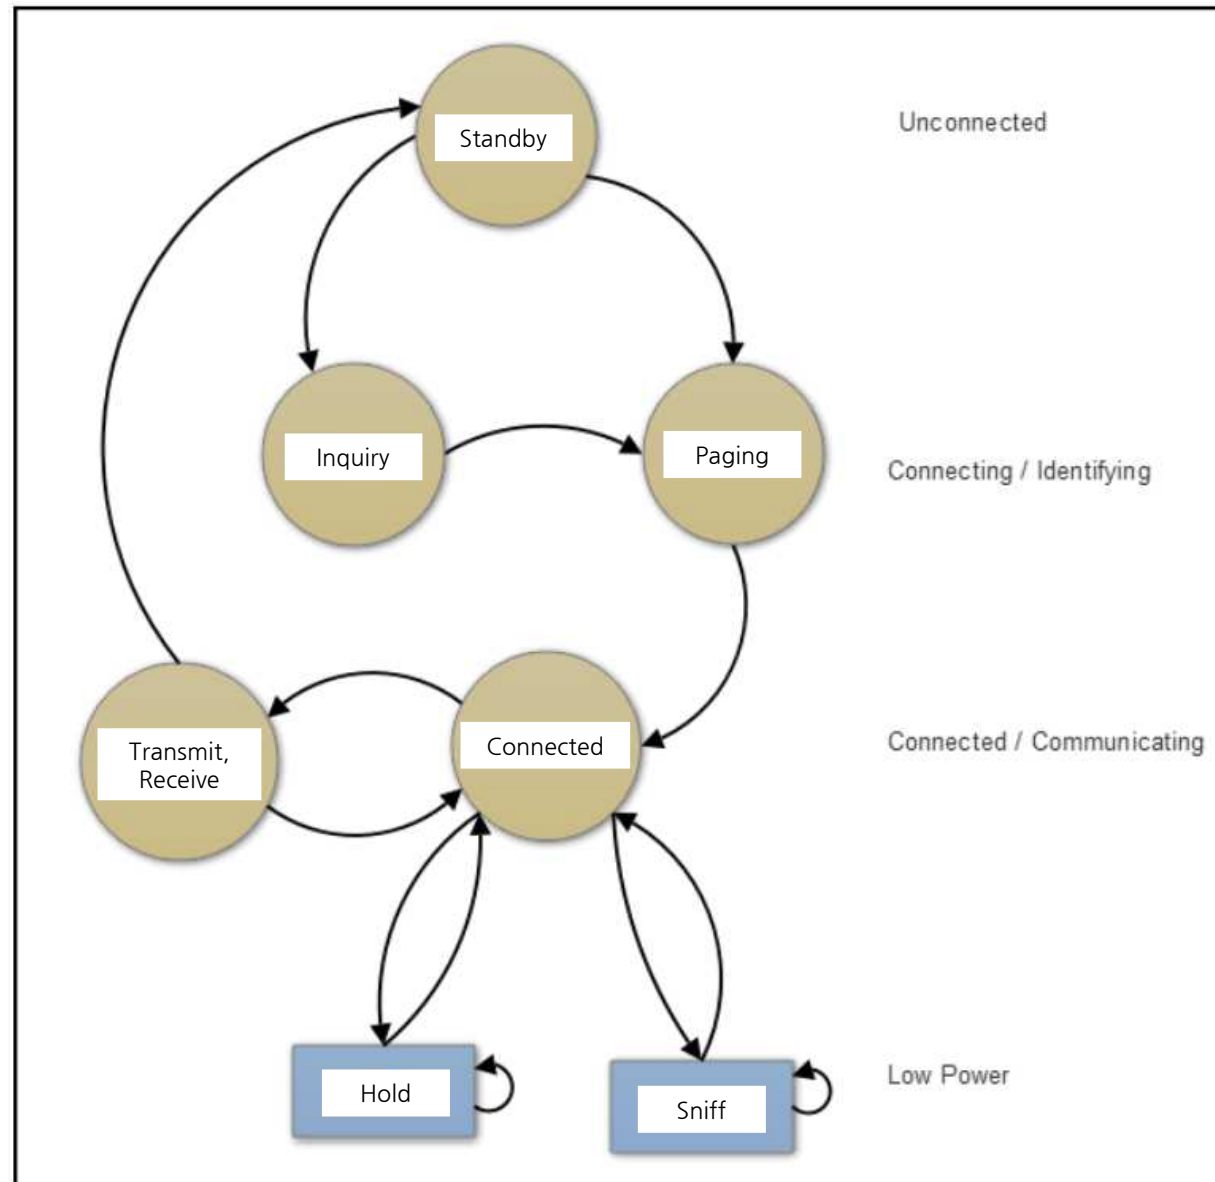 Standby
Unconnected
Inquiry
Paging
Connecting / Identifying
Transmit,
Receive
Connected
Connected / Communicating
Hold
Sniff
Low Power